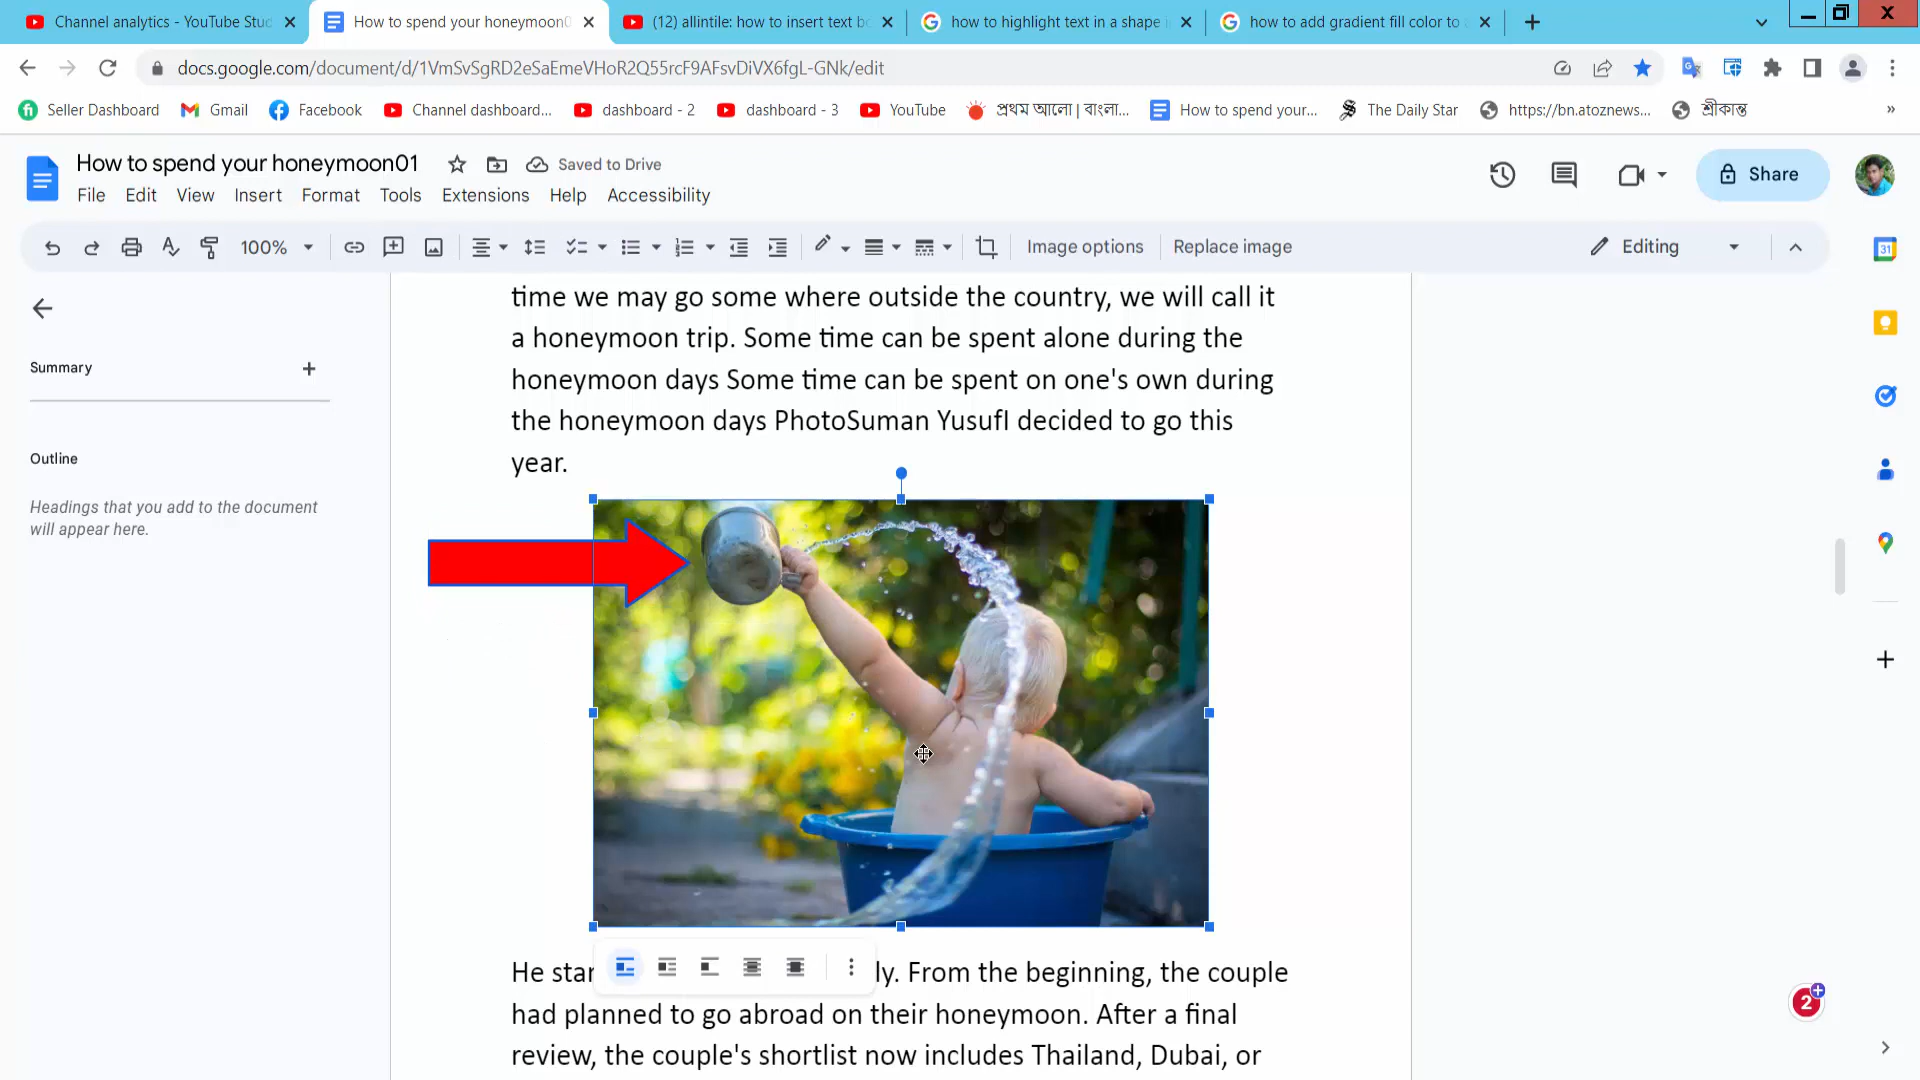 Channel analytics - YouTube Stud
How to spend your honeymoon0
(12) allintile: how to insert text bo
how to highlight text in a shape i
how to add gradient fill color to a
docs.google.com/document/d/1VmSvSgRD2eSaEmeVHoR2Q55rcF9AFsvDiVX6fgL-GNk/edit
Seller Dashboard
Gmail
Facebook
Channel dashboard...
dashboard - 2
dashboard - 3
YouTube
প্রথম আলো | বাংলা...
How to spend your...
The Daily Star
https://bn.atoznews...
শ্রীকান্ত
How to spend your honeymoon01
Saved to Drive
File Edit View Insert Format Tools Extensions Help Accessibility
Share
100%
Image options
Replace image
Editing
31
Summary
Outline
Headings that you add to the document
will appear here.
time we may go some where outside the country, we will call it
a honeymoon trip. Some time can be spent alone during the
honeymoon days Some time can be spent on one's own during
the honeymoon days PhotoSuman YusufI decided to go this
year.
He star
ly. From the beginning, the couple
had planned to go abroad on their honeymoon. After a final
review, the couple's shortlist now includes Thailand, Dubai, or
2